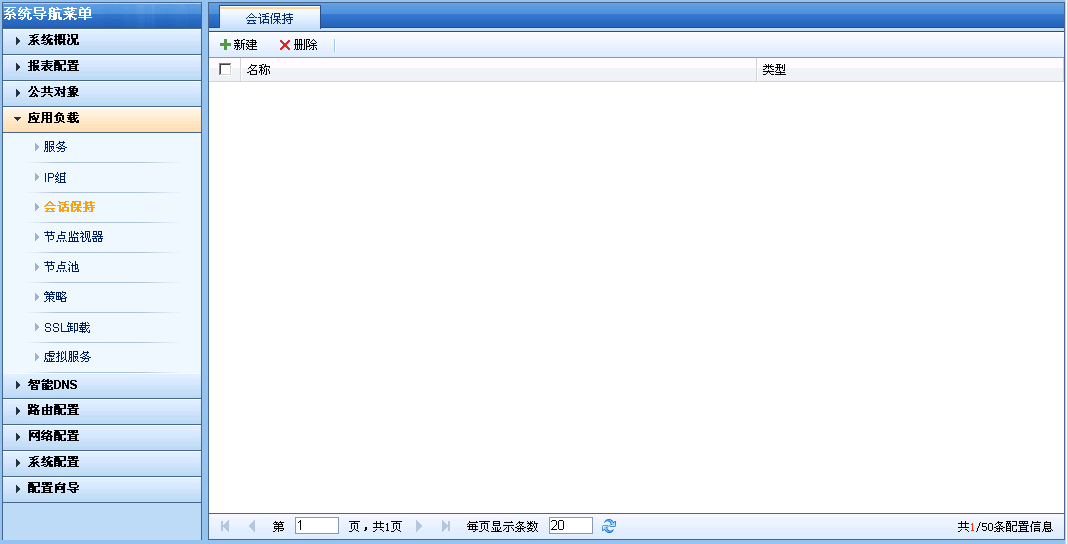 系统导航菜单
系统概况
报表配置
公共对象
应用负载
服务
IP组
会话保持
节点监视器
节点池
策略
SSL卸载
虚拟服务
智能DNS
路由配置
网络配置
系统配置
配置向导
会话保持
新建 删除
名称 类型
第 1 页，共1页 每页显示条数 20 共1/50条配置信息